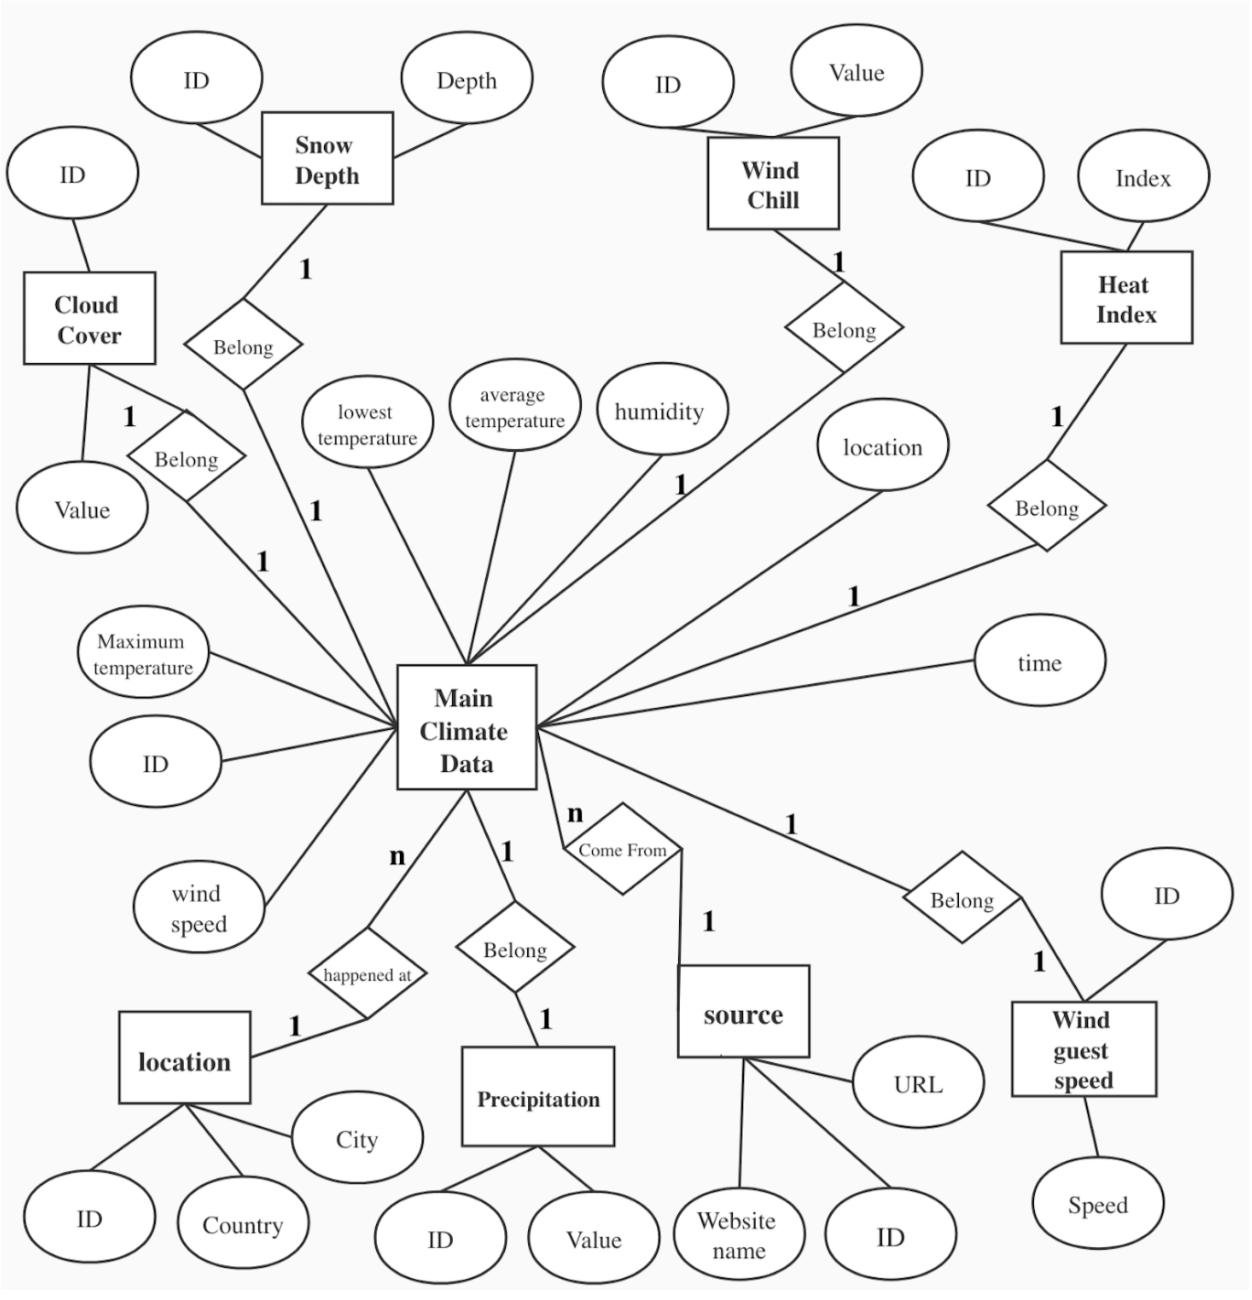 ID
Depth
ID
Value
Snow
Depth
ID
Wind
Chill
ID
Index
Cloud
Cover
1
1
Heat
Index
Belong
Belong
lowest
temperature
average
temperature
humidity
1
1
location
Belong
1
Value
1
Belong
1
1
Maximum
temperature
time
Main
Climate
Data
ID
n
1
n
1
Come From
wind
speed
Belong
ID
1
Belong
happened at
1
1
1
source
Wind
guest
speed
location
Precipitation
URL
City
ID
Country
ID
Value
Website
name
ID
Speed